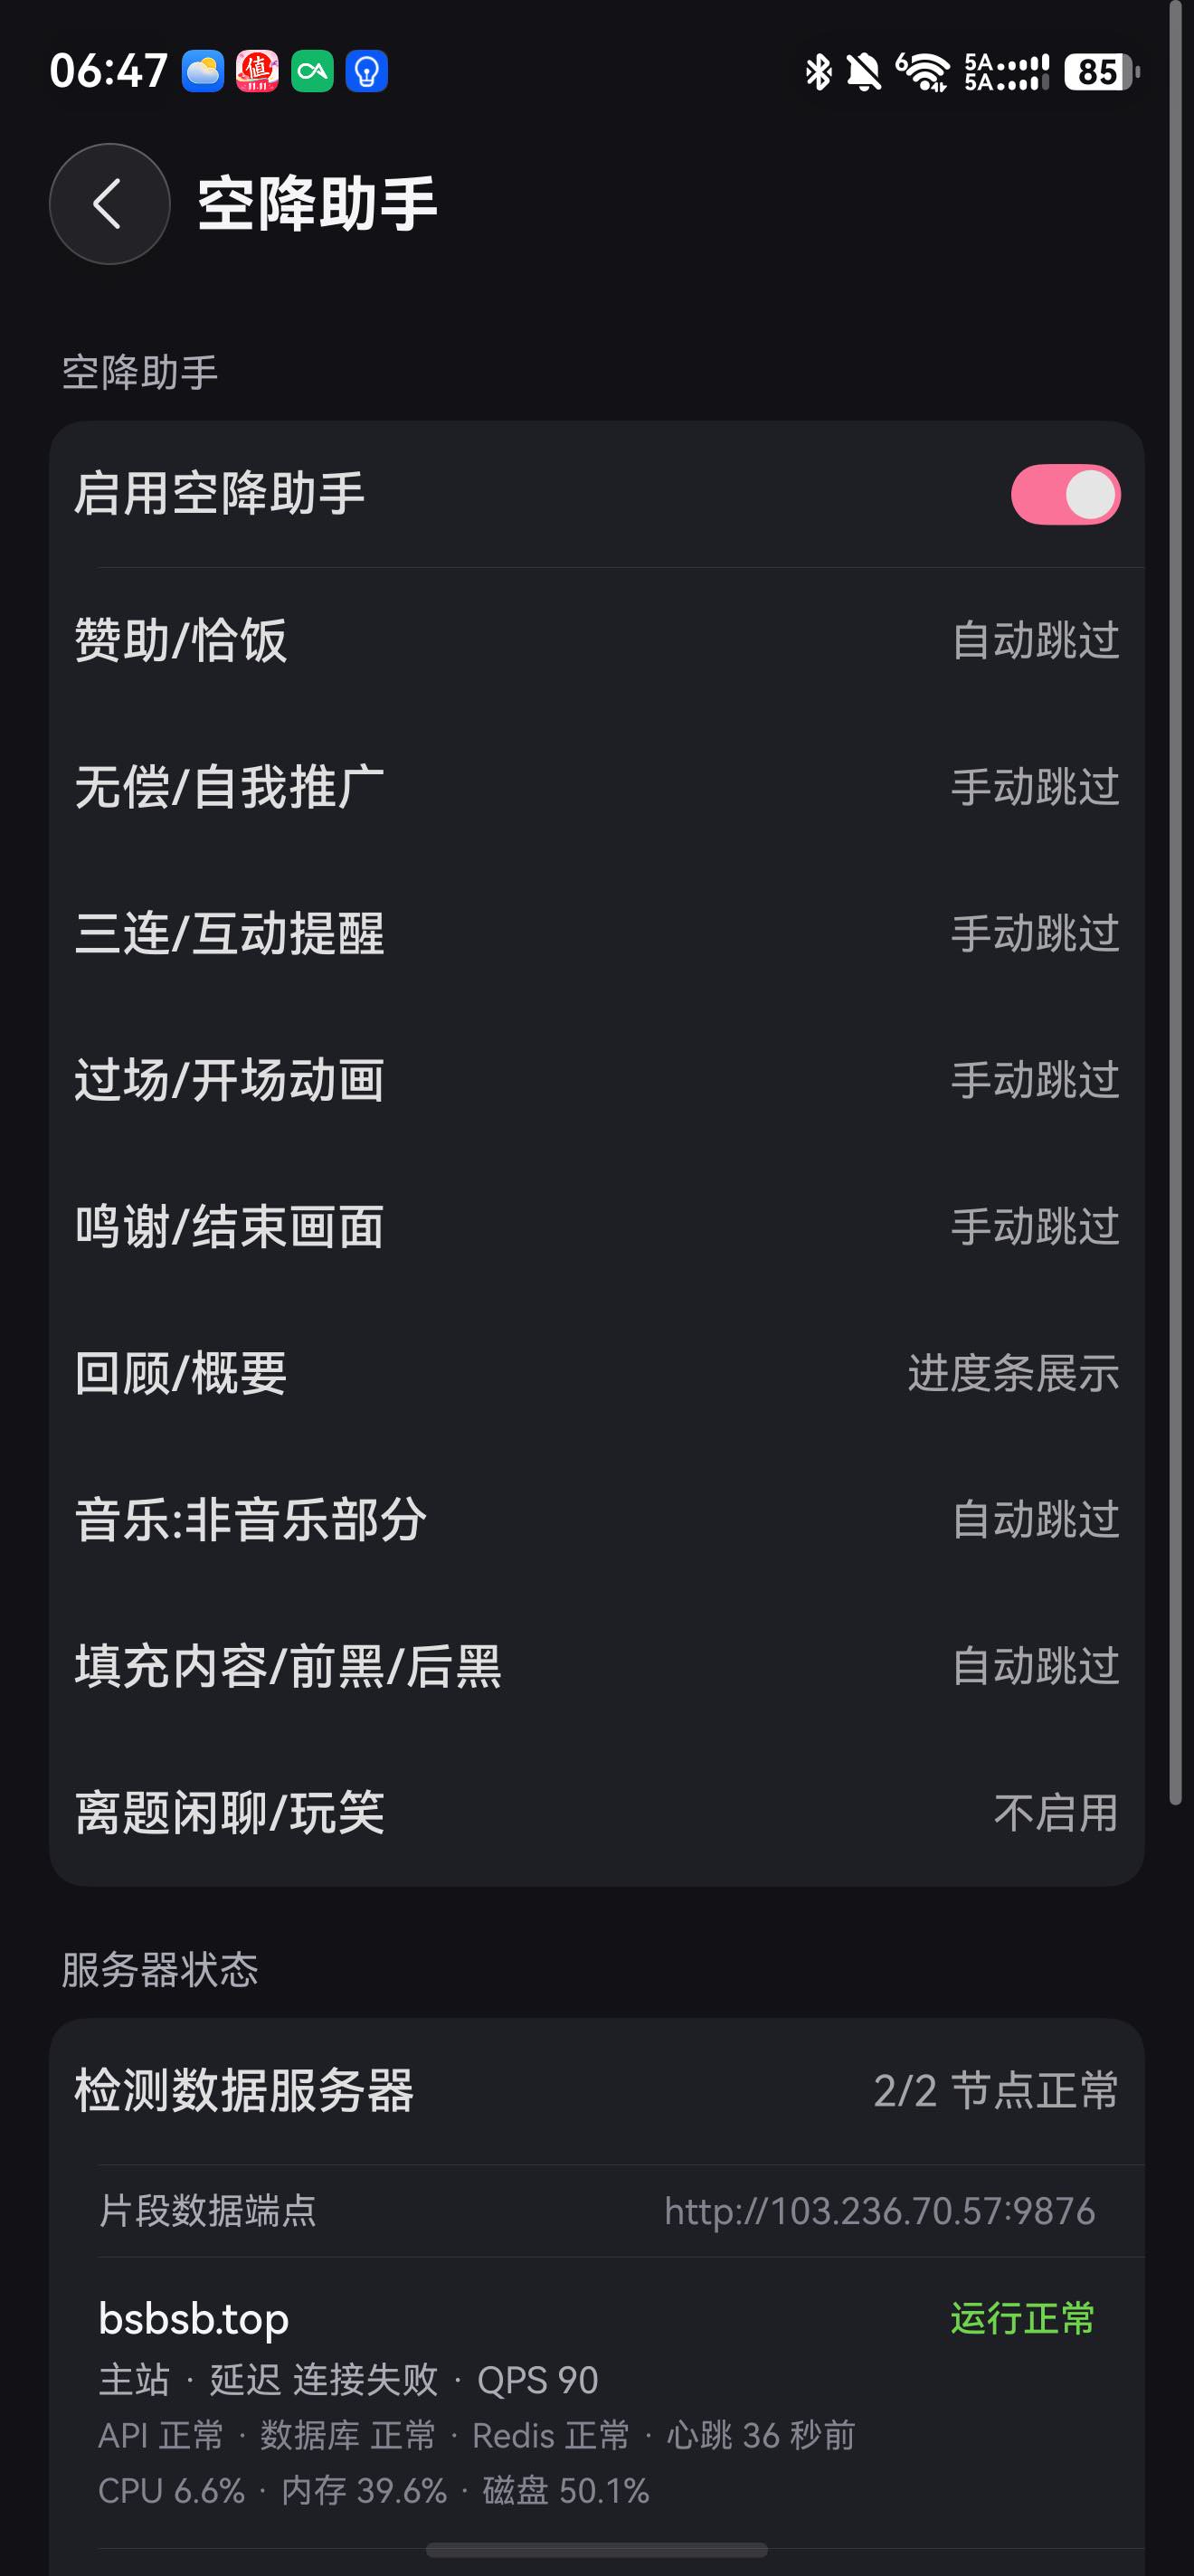 06:47 值 11.11 6 5A 5A 85
空降助手
空降助手
启用空降助手
赞助/恰饭 自动跳过
无偿/自我推广 手动跳过
三连/互动提醒 手动跳过
过场/开场动画 手动跳过
鸣谢/结束画面 手动跳过
回顾/概要 进度条展示
音乐:非音乐部分 自动跳过
填充内容/前黑/后黑 自动跳过
离题闲聊/玩笑 不启用
服务器状态
检测数据服务器 2/2 节点正常
片段数据端点 http://103.236.70.57:9876
bsbsb.top 运行正常
主站 · 延迟 连接失败 · QPS 90
API 正常 · 数据库 正常 · Redis 正常 · 心跳 36 秒前
CPU 6.6% · 内存 39.6% · 磁盘 50.1%